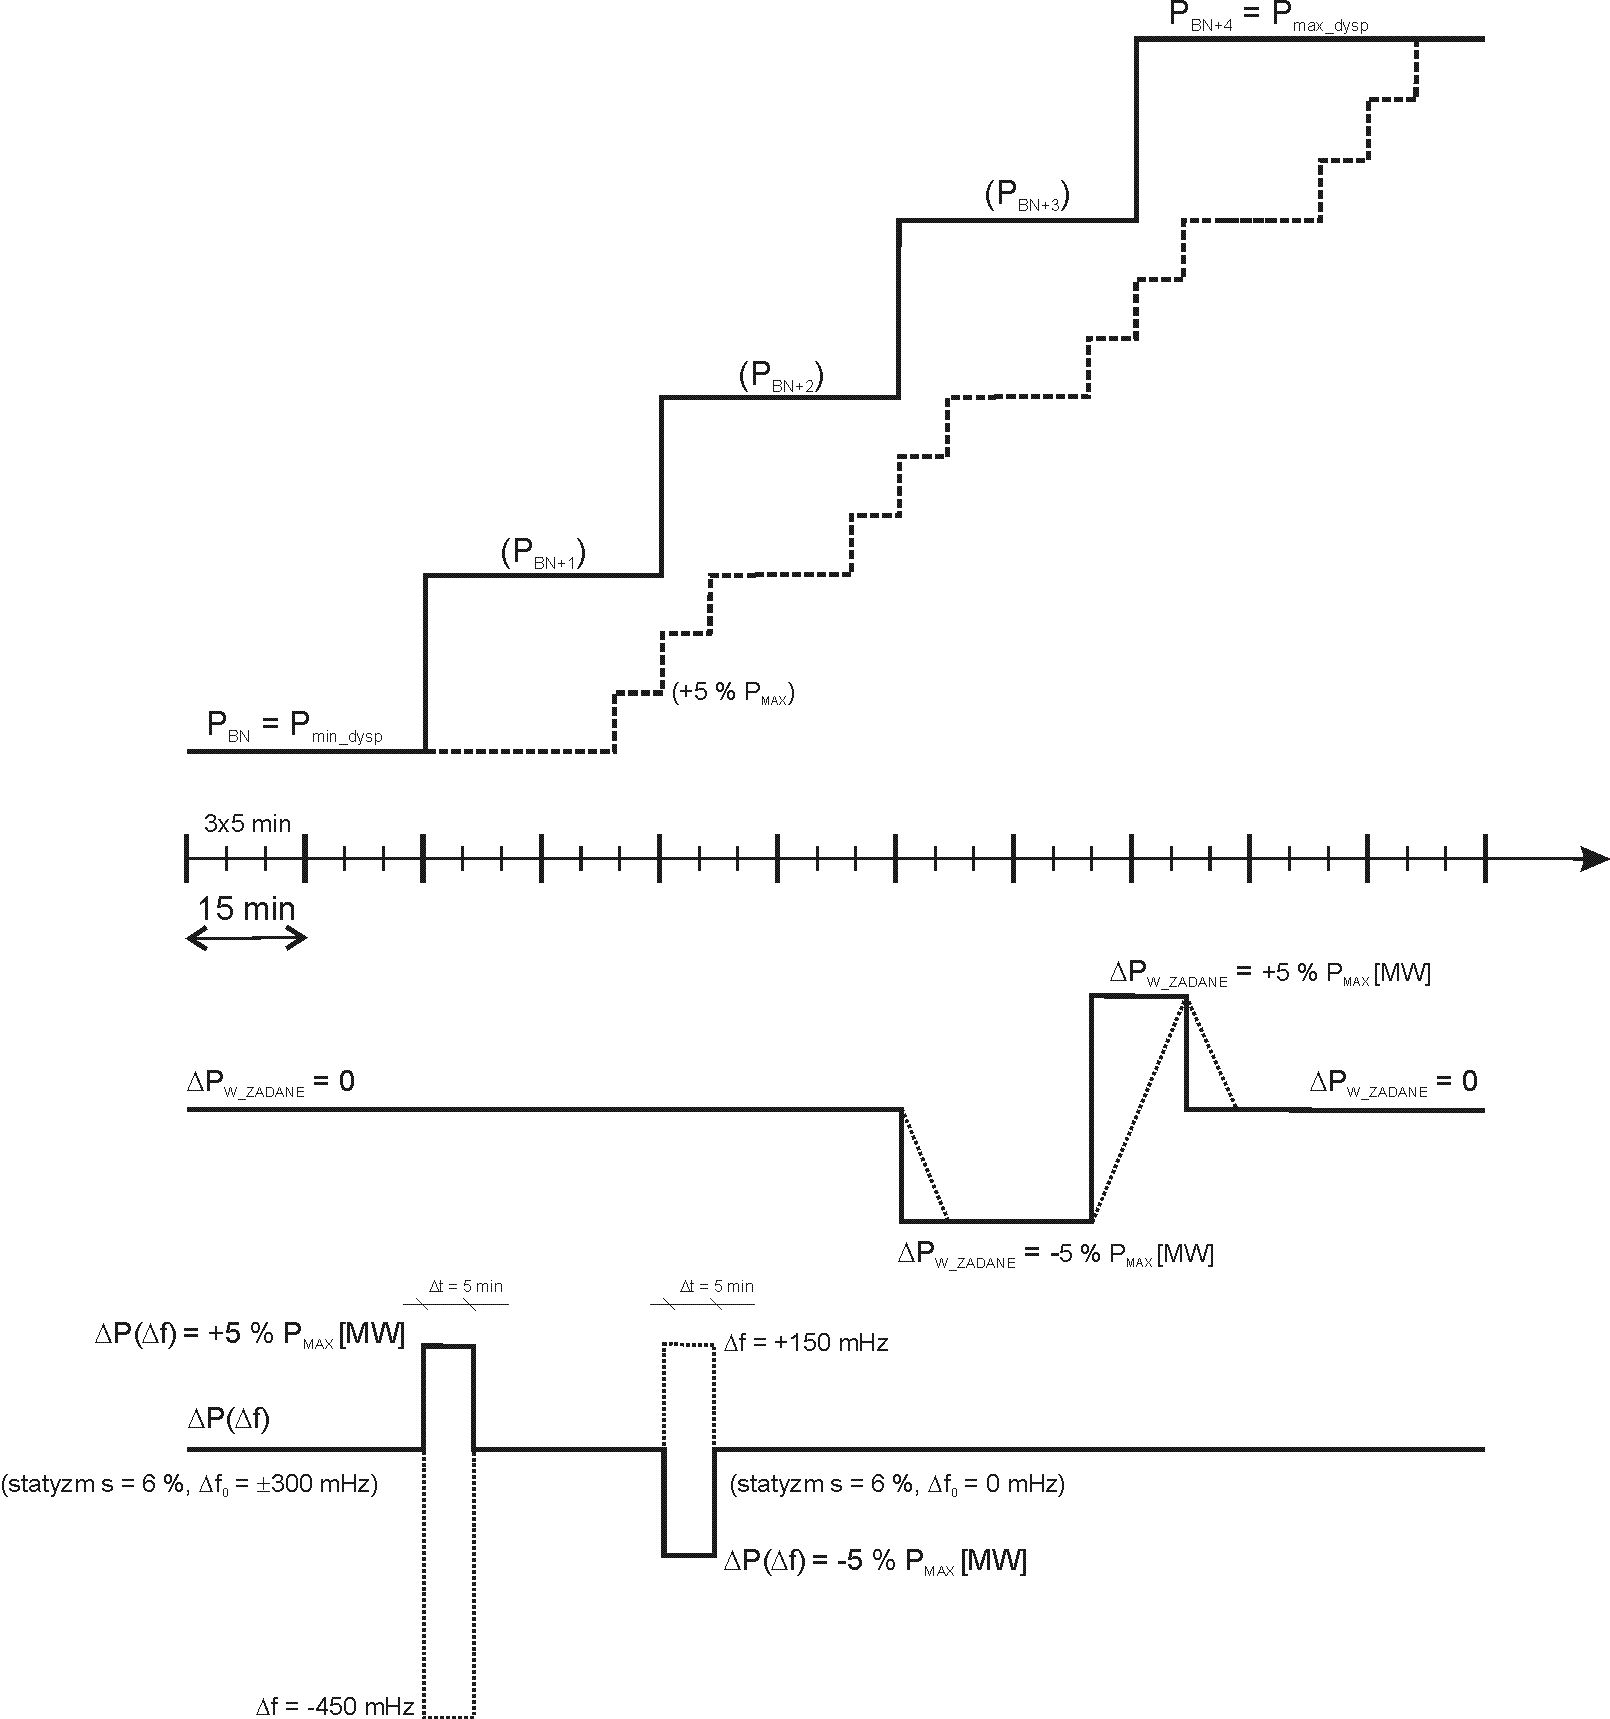 P_BN+4 = P_max_dysp
(P_BN+3)
(P_BN+2)
(P_BN+1)
(+5 % P_MAX)
P_BN = P_min_dysp
3x5 min
15 min
ΔP_W_ZADANE = +5 % P_MAX [MW]
ΔP_W_ZADANE = 0
ΔP_W_ZADANE = 0
ΔP_W_ZADANE = -5 % P_MAX [MW]
Δt = 5 min
Δt = 5 min
ΔP(Δf) = +5 % P_MAX [MW]
Δf = +150 mHz
ΔP(Δf)
(statyzm s = 6 %, Δf_0 = ±300 mHz)
(statyzm s = 6 %, Δf_0 = 0 mHz)
ΔP(Δf) = -5 % P_MAX [MW]
Δf = -450 mHz